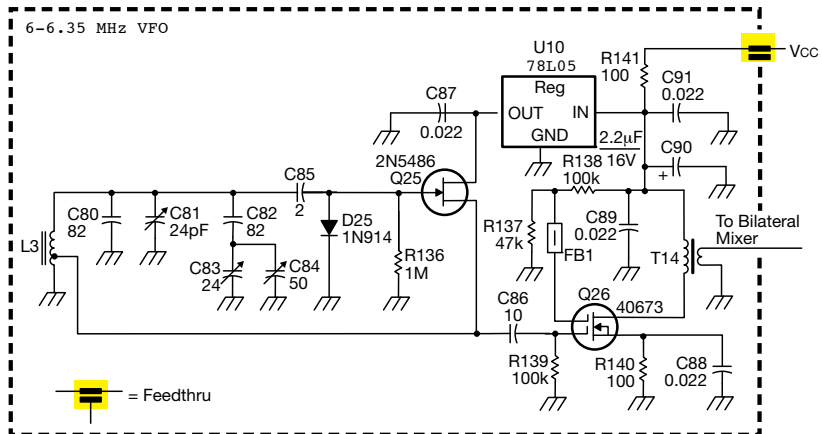 6-6.35 MHz VFO
U10
78L05
Reg
OUT
IN
GND
R141
100
VCC
C91
0.022
C87
0.022
2.2µF
16V
C90
+
R138
100k
2N5486
Q25
C85
2
C80
82
C81
24pF
C82
82
D25
1N914
R137
47k
FB1
C89
0.022
T14
To Bilateral
Mixer
L3
C83
24
C84
50
R136
1M
C86
10
Q26
40673
R139
100k
R140
100
C88
0.022
= Feedthru